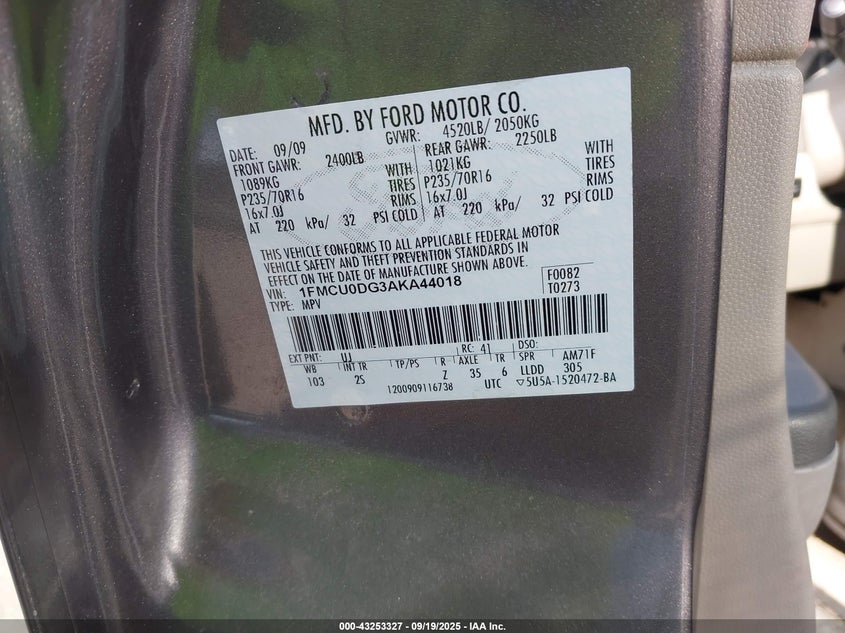 MFD. BY FORD MOTOR CO.
DATE: 09/09 GVWR: 4520LB/ 2050KG
FRONT GAWR: 2400LB REAR GAWR: 2250LB
1089KG WITH 1021KG WITH
P235/70R16 TIRES P235/70R16 TIRES
16x7.0J RIMS 16x7.0J RIMS
AT 220 kPa/ 32 PSI COLD AT 220 kPa/ 32 PSI COLD
THIS VEHICLE CONFORMS TO ALL APPLICABLE FEDERAL MOTOR
VEHICLE SAFETY AND THEFT PREVENTION STANDARDS IN
EFFECT ON THE DATE OF MANUFACTURE SHOWN ABOVE.
VIN: 1FMCU0DG3AKA44018 F0082
TYPE: MPV T0273
EXT PNT: UJ RC: 41 DSO:
WB INT TR TP/PS R AXLE TR SPR AM71F
103 2S Z 35 6 LLDD 305
1200909116738 UTC ▽5U5A-1520472-BA
000-43253327 - 09/19/2025 - IAA Inc.